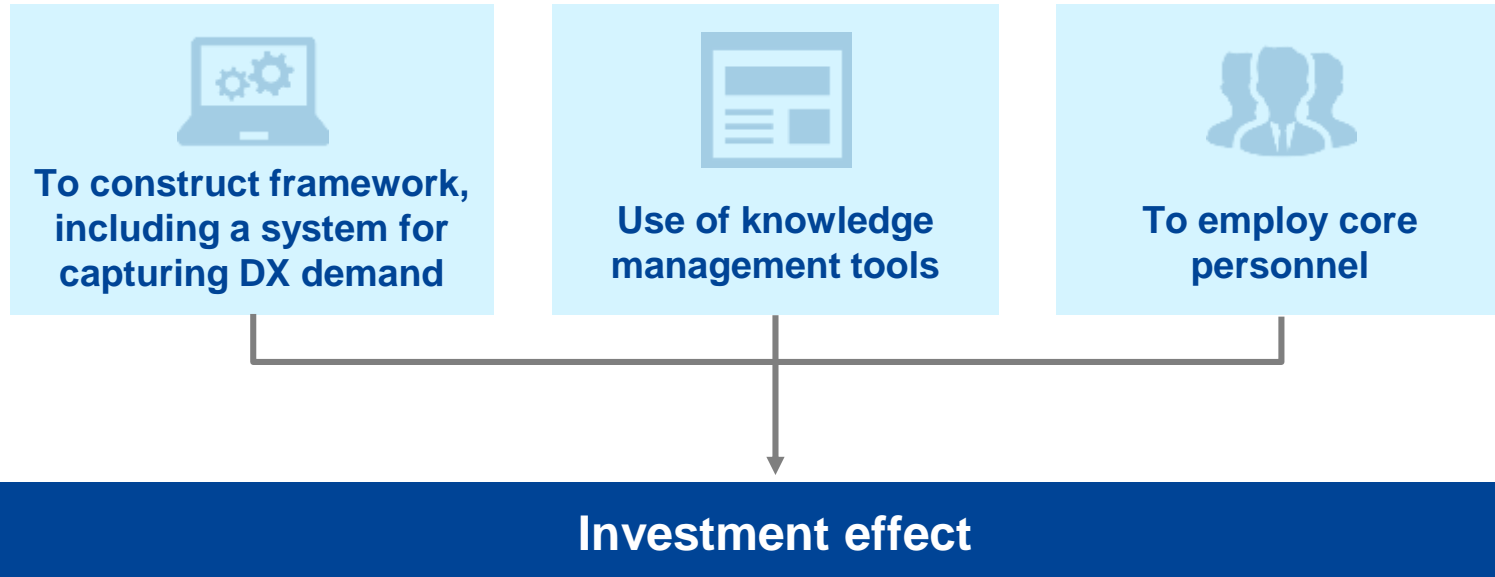 To construct framework,
including a system for
capturing DX demand
Use of knowledge
management tools
To employ core
personnel
Investment effect